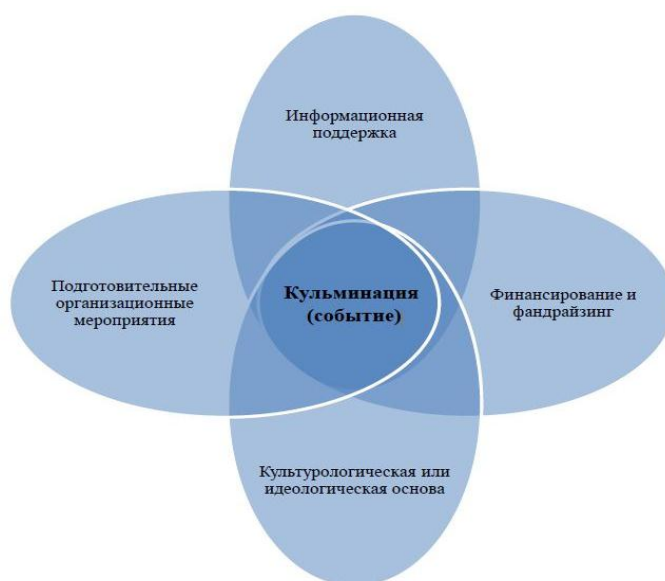 Информационная
поддержка
Подготовительные
организационные
мероприятия
Кульминация
(событие)
Финансирование и
фандрайзинг
Культурологическая или
идеологическая основа